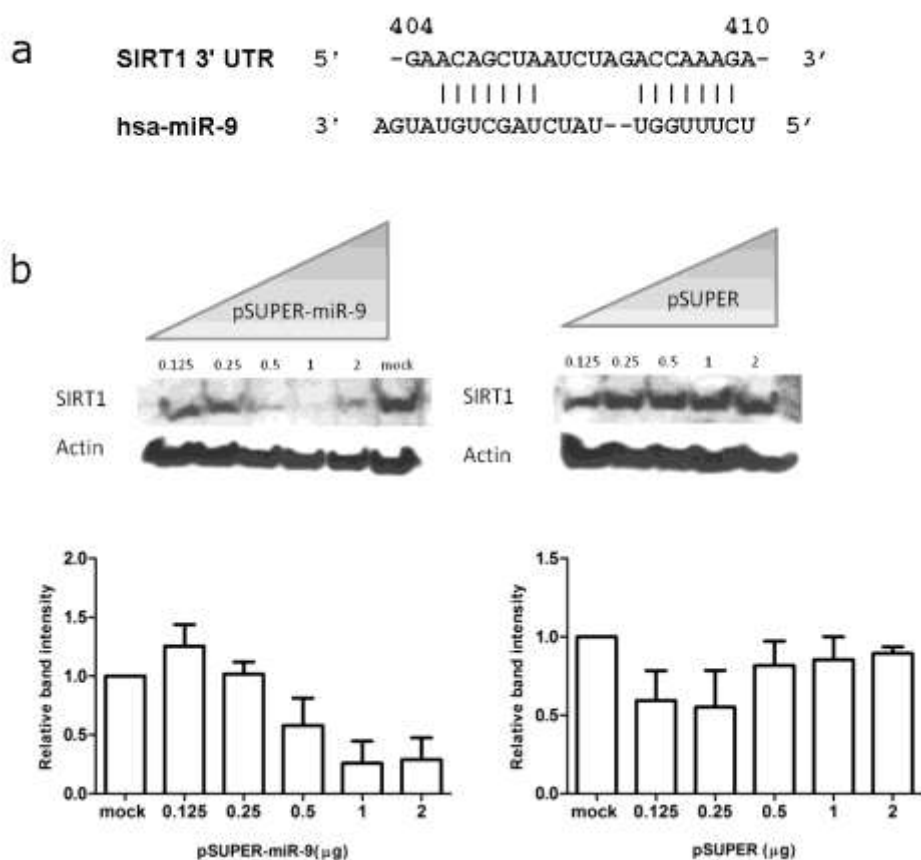 a
404 410
SIRT1 3' UTR 5' -GAACAGCUAAUCUAGACCAAAGA- 3'
hsa-miR-9 3' AGUAUGUCGAUCUAU--UGGUUUCU 5'
b
pSUPER-miR-9
pSUPER
0.125 0.25 0.5 1 2 mock
0.125 0.25 0.5 1 2
SIRT1
SIRT1
Actin
Actin
Relative band intensity
2.0
1.5
1.0
0.5
0.0
mock 0.125 0.25 0.5 1 2
pSUPER-miR-9(μg)
Relative band intensity
1.5
1.0
0.5
0.0
mock 0.125 0.25 0.5 1 2
pSUPER (μg)